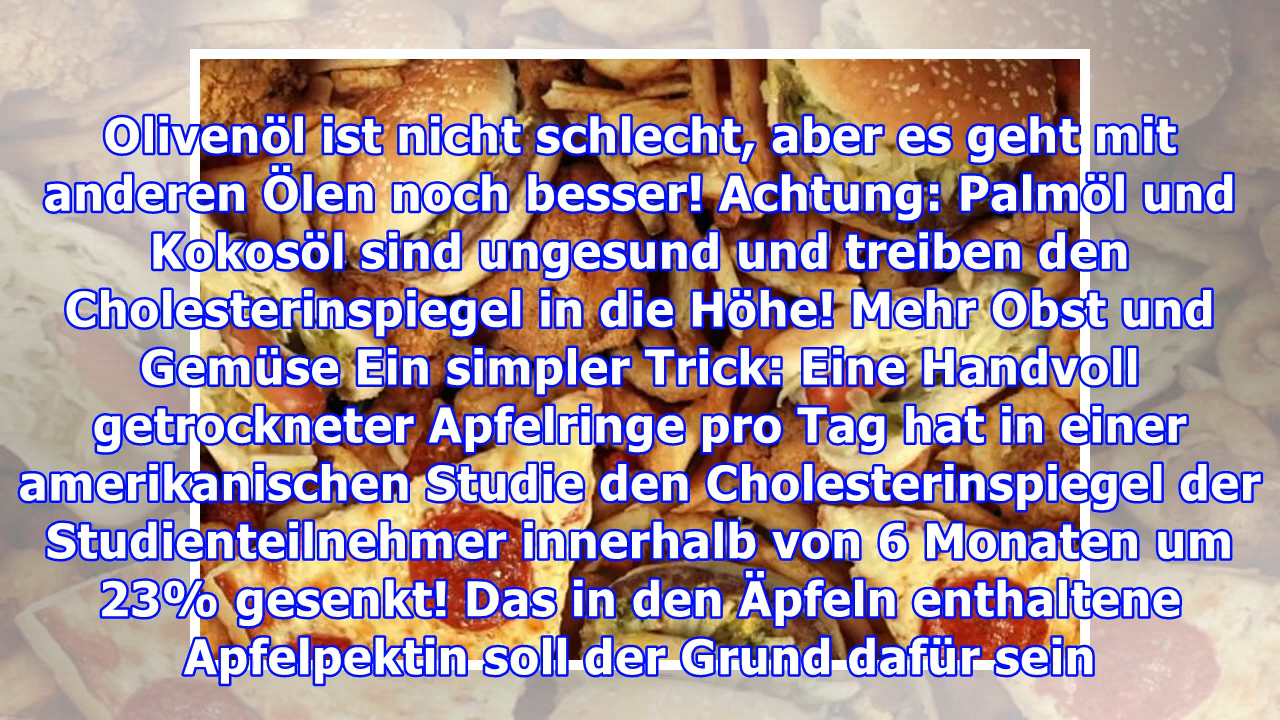 Olivenöl ist nicht schlecht, aber es geht mit
anderen Ölen noch besser! Achtung: Palmöl und
Kokosöl sind ungesund und treiben den
Cholesterinspiegel in die Höhe! Mehr Obst und
Gemüse Ein simpler Trick: Eine Handvoll
getrockneter Apfelringe pro Tag hat in einer
amerikanischen Studie den Cholesterinspiegel der
Studienteilnehmer innerhalb von 6 Monaten um
23% gesenkt! Das in den Äpfeln enthaltene
Apfelpektin soll der Grund dafür sein